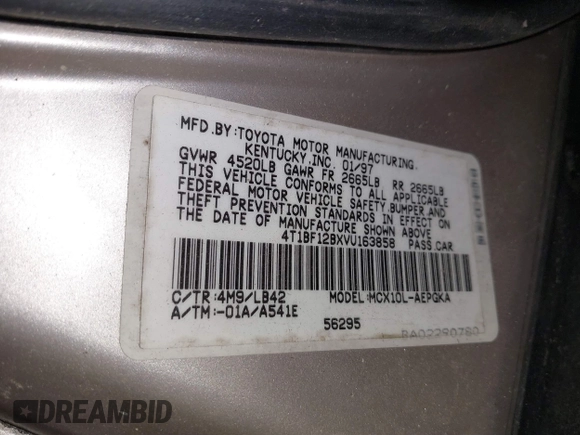 MFD.BY:TOYOTA MOTOR MANUFACTURING.
KENTUCKY,INC. 01/97
GVWR 4520LB GAWR FR 2665LB RR 2665LB
THIS VEHICLE CONFORMS TO ALL APPLICABLE
FEDERAL MOTOR VEHICLE SAFETY,BUMPER,AND
THEFT PREVENTION STANDARDS IN EFFECT ON
THE DATE OF MANUFACTURE SHOWN ABOVE
4T1BF12BXVU163858 PASS.CAR
C/TR:4M9/LB42 MODEL:MCX10L-AEPGKA
A/TM:-01A/A541E
56295
DREAMBID